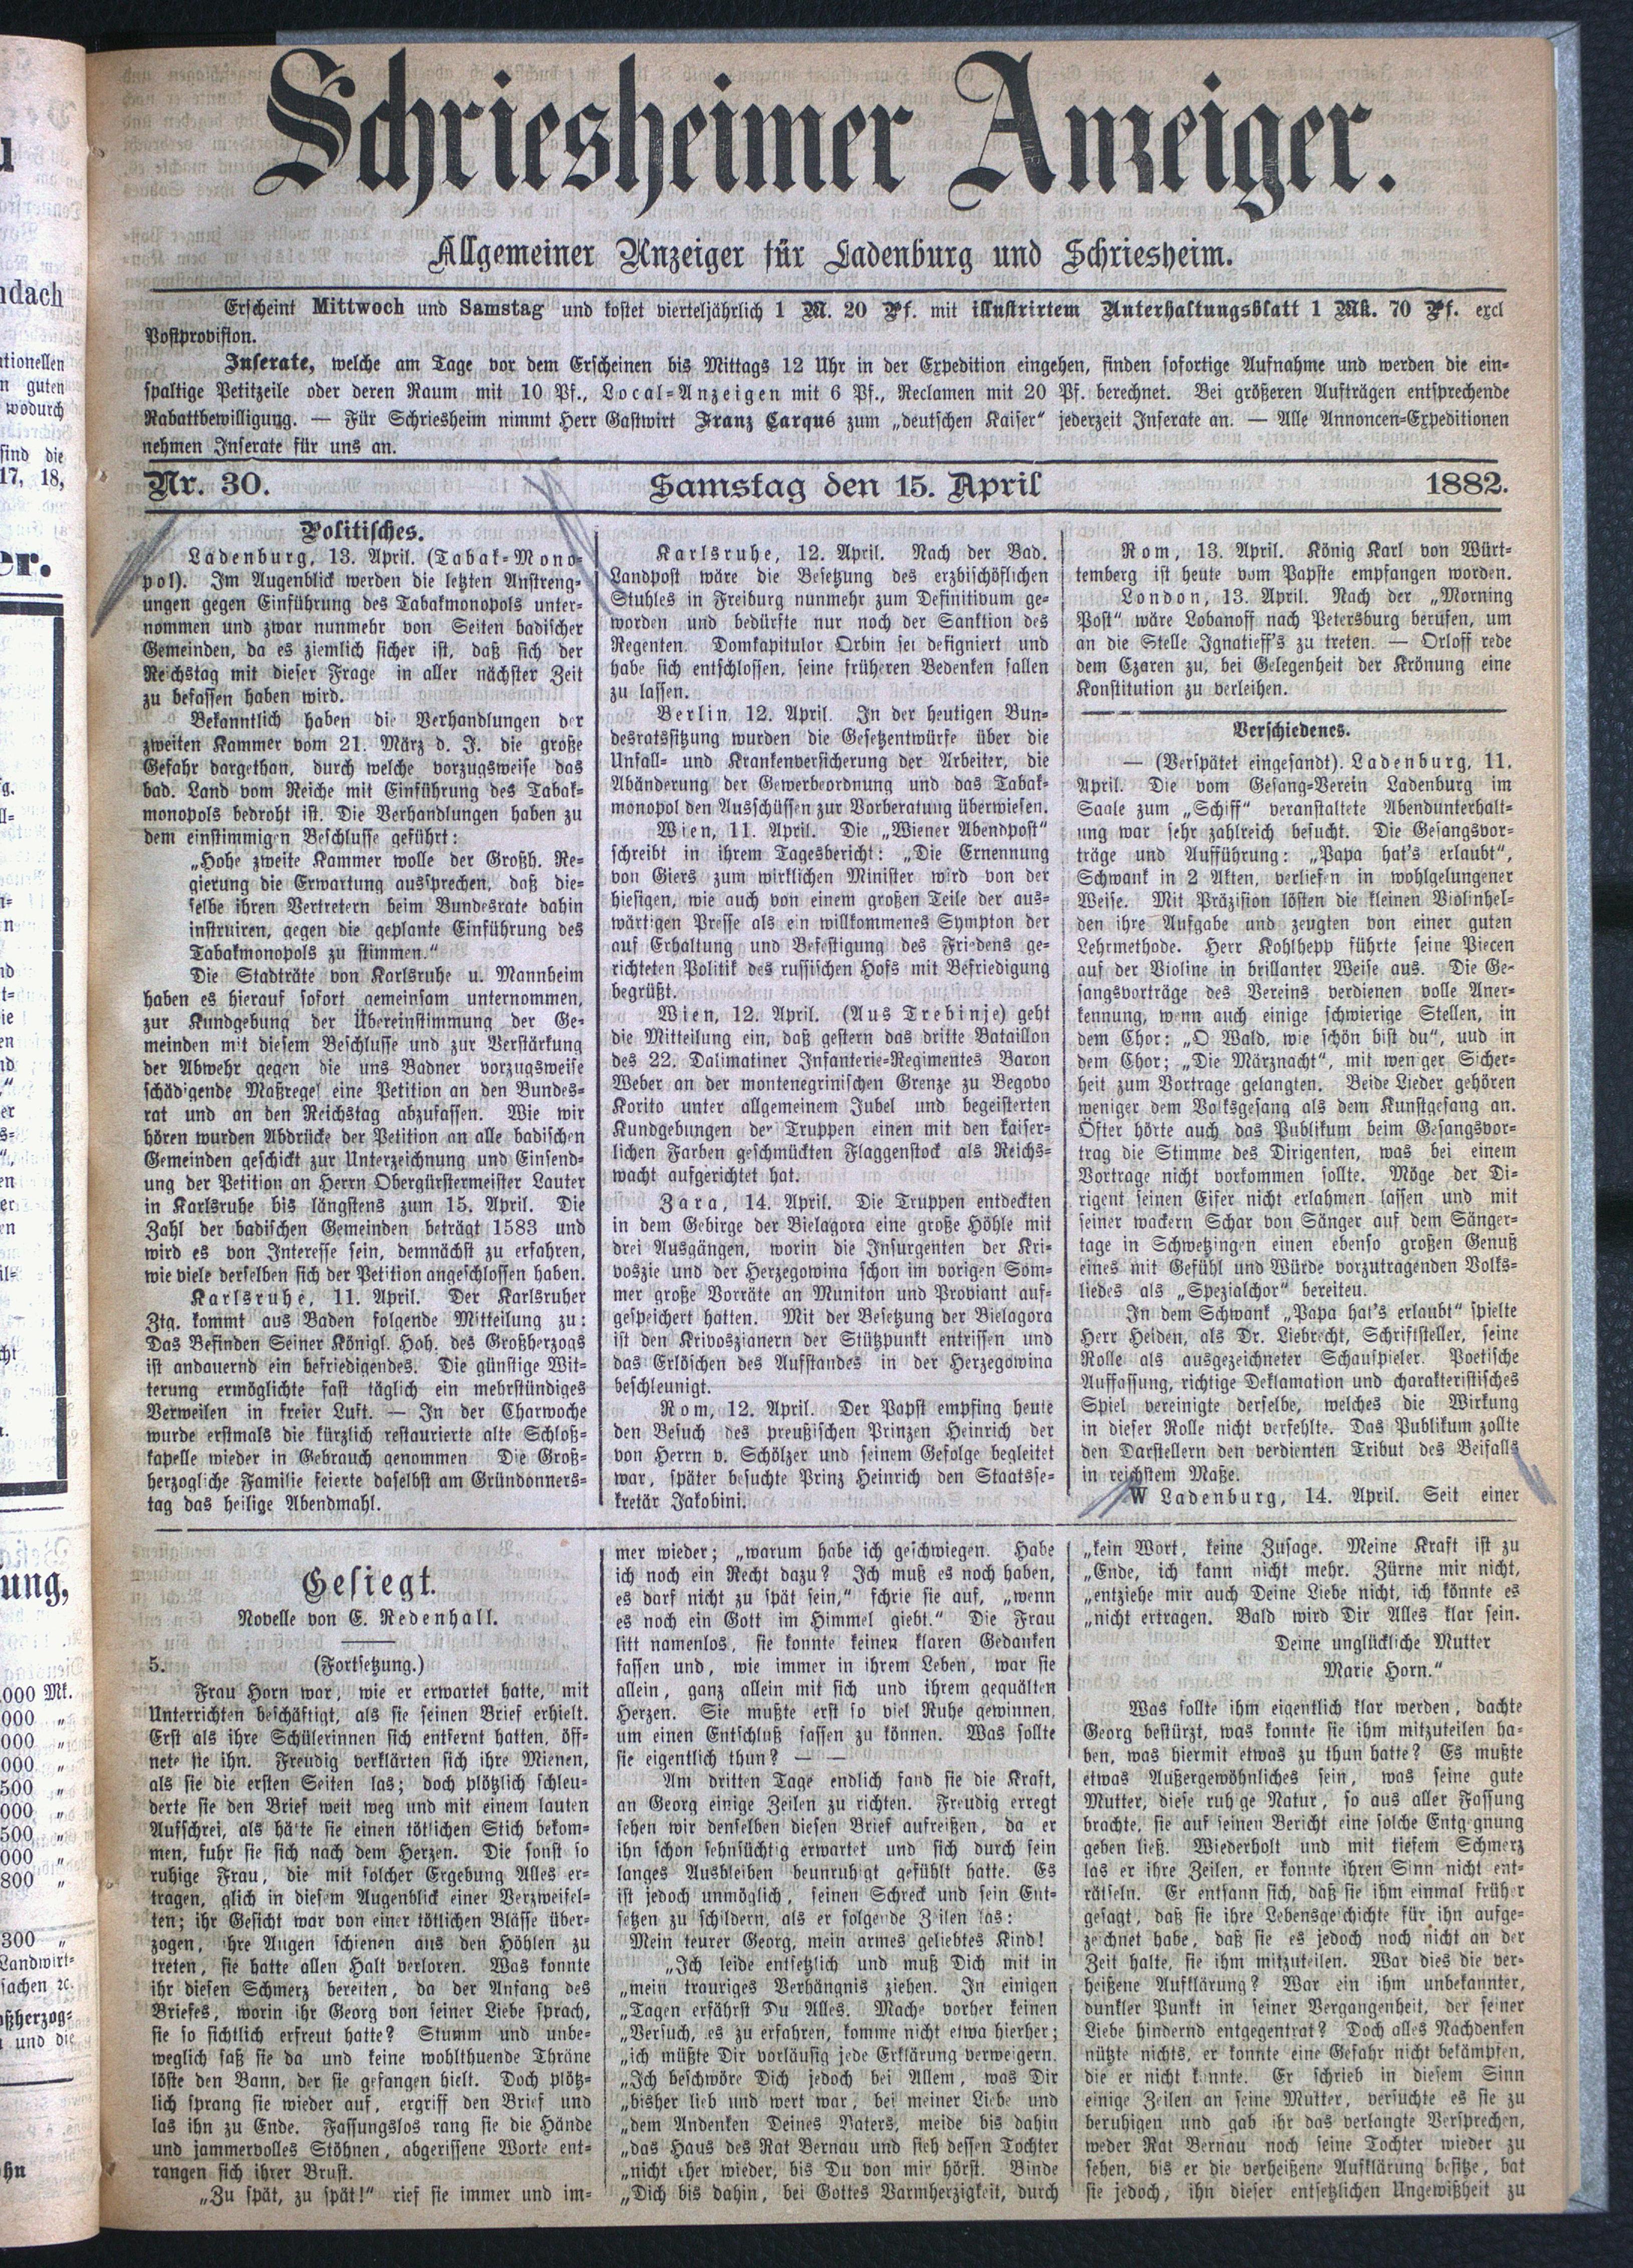 Schriesheimer Anzeiger.
Allgemeiner Anzeiger für Ladenburg und Schriesheim.
Erscheint Mittwoch und Samstag und kostet vierteljährlich 1 M. 20 Pf. mit illustrirtem Unterhaltungsblatt 1 Mk. 70 Pf. excl
Postprovision.
Inserate, welche am Tage vor dem Erscheinen bis Mittags 12 Uhr in der Expedition eingehen, finden sofortige Aufnahme und werden die ein-
spaltige Petitzeile oder deren Raum mit 10 Pf., Local-Anzeigen mit 6 Pf., Reclamen mit 20 Pf. berechnet. Bei größeren Aufträgen entsprechende
Rabattbewilligung. — Für Schriesheim nimmt Herr Gastwirt Franz Carqué zum „deutschen Kaiser“ jederzeit Inserate an. — Alle Annoncen-Expeditionen
nehmen Inserate für uns an.
Nr. 30. Samstag den 15. April 1882.
Politisches.
Ladenburg, 13. April. (Tabak-Mono-
pol). Im Augenblick werden die letzten Anstreng-
ungen gegen Einführung des Tabakmonopols unter-
nommen und zwar nunmehr von Seiten badischer
Gemeinden, da es ziemlich sicher ist, daß sich der
Reichstag mit dieser Frage in aller nächster Zeit
zu befassen haben wird.
Bekanntlich haben die Verhandlungen der
zweiten Kammer vom 21. März d. J. die große
Gefahr dargethan, durch welche vorzugsweise das
bad. Land vom Reiche mit Einführung des Tabak-
monopols bedroht ist. Die Verhandlungen haben zu
dem einstimmigen Beschlusse geführt:
„Hohe zweite Kammer wolle der Großh. Re-
gierung die Erwartung aussprechen, daß die-
selbe ihren Vertretern beim Bundesrate dahin
instruiren, gegen die geplante Einführung des
Tabakmonopols zu stimmen.“
Die Stadträte von Karlsruhe u. Mannheim
haben es hierauf sofort gemeinsam unternommen,
zur Kundgebung der Übereinstimmung der Ge-
meinden mit diesem Beschlusse und zur Verstärkung
der Abwehr gegen die uns Badner vorzugsweise
schädigende Maßregel eine Petition an den Bundes-
rat und an den Reichstag abzufassen. Wie wir
hören wurden Abdrücke der Petition an alle badischen
Gemeinden geschickt zur Unterzeichnung und Einsend-
ung der Petition an Herrn Obergürstermeister Lauter
in Karlsruhe bis längstens zum 15. April. Die
Zahl der badischen Gemeinden beträgt 1583 und
wird es von Interesse sein, demnächst zu erfahren,
wie viele derselben sich der Petition angeschlossen haben.
Karlsruhe, 11. April. Der Karlsruher
Ztg. kommt aus Baden folgende Mitteilung zu:
Das Befinden Seiner Königl. Hoh. des Großherzogs
ist andauernd ein befriedigendes. Die günstige Wit-
terung ermöglichte fast täglich ein mehrstündiges
Verweilen in freier Luft. — In der Charwoche
wurde erstmals die kürzlich restaurierte alte Schloß-
kapelle wieder in Gebrauch genommen Die Groß-
herzogliche Familie feierte daselbst am Gründonners-
tag das heilige Abendmahl.
Karlsruhe, 12. April. Nach der Bad.
Landpost wäre die Besetzung des erzbischöflichen
Stuhles in Freiburg nunmehr zum Definitivum ge-
worden und bedürfte nur noch der Sanktion des
Regenten. Domkapitular Orbin sei defigniert und
habe sich entschlossen, seine früheren Bedenken fallen
zu lassen.
Berlin, 12. April. In der heutigen Bun-
desratssitzung wurden die Gesetzentwürfe über die
Unfall- und Krankenversicherung der Arbeiter, die
Abänderung der Gewerbeordnung und das Tabak-
monopol den Ausschüssen zur Vorberatung überwiesen.
Wien, 11. April. Die „Wiener Abendpost“
schreibt in ihrem Tagesbericht: „Die Ernennung
von Giers zum wirklichen Minister wird von der
hiesigen, wie auch von einem großen Teile der aus-
wärtigen Presse als ein willkommenes Sympton der
auf Erhaltung und Befestigung des Friedens ge-
richteten Politik des russischen Hofs mit Befriedigung
begrüßt.
Wien, 12. April. (Aus Trebinje) geht
die Mitteilung ein, daß gestern das dritte Bataillon
des 22. Dalimatiner Infanterie-Regimentes Baron
Weber an der montenegrinischen Grenze zu Begovo
Korito unter allgemeinem Jubel und begeisterten
Kundgebungen der Truppen einen mit den kaiser-
lichen Farben geschmückten Flaggenstock als Reichs-
wacht aufgerichtet hat.
Zara, 14. April. Die Truppen entdeckten
in dem Gebirge der Bielagora eine große Höhle mit
drei Ausgängen, worin die Insurgenten der Kri-
voszie und der Herzegowina schon im vorigen Som-
mer große Vorräte an Muniton und Proviant auf-
gespeichert hatten. Mit der Besetzung der Bielagora
ist den Krivoszianern der Stützpunkt entrissen und
das Erlöschen des Aufstandes in der Herzegowina
beschleunigt.
Rom, 12. April. Der Papst empfing heute
den Besuch des preußischen Prinzen Heinrich der
von Herrn v. Schölzer und seinem Gefolge begleitet
war, später besuchte Prinz Heinrich den Staatsse-
kretär Jakobini.
Rom, 13. April. König Karl von Würt-
temberg ist heute vom Papste empfangen worden.
London, 13. April. Nach der „Morning
Post“ wäre Lobanoff nach Petersburg berufen, um
an die Stelle Ignatieff's zu treten. — Orloff rede
dem Czaren zu, bei Gelegenheit der Krönung eine
Konstitution zu verleihen.
Verschiedenes.
— (Verspätet eingesandt). Ladenburg, 11.
April. Die vom Gesang-Verein Ladenburg im
Saale zum „Schiff“ veranstaltete Abendunterhalt-
ung war sehr zahlreich besucht. Die Gesangsvor-
träge und Aufführung: „Papa hat's erlaubt“,
Schwank in 2 Akten, verliefen in wohlgelungener
Weise. Mit Präzision lösten die kleinen Violinhel-
den ihre Aufgabe und zeugten von einer guten
Lehrmethode. Herr Kohlhepp führte seine Piecen
auf der Violine in brillanter Weise aus. Die Ge-
sangsvorträge des Vereins verdienen volle Aner-
kennung, wenn auch einige schwierige Stellen, in
dem Chor: „O Wald, wie schön bist du“, und in
dem Chor; „Die Märznacht“, mit weniger Sicher-
heit zum Vortrage gelangten. Beide Lieder gehören
weniger dem Volksgesang als dem Kunstgesang an.
Öfter hörte auch das Publikum beim Gesangsvor-
trag die Stimme des Dirigenten, was bei einem
Vortrage nicht vorkommen sollte. Möge der Di-
rigent seinen Eifer nicht erlahmen lassen und mit
seiner wackern Schar von Sänger auf dem Sänger-
tage in Schwetzingen einen ebenso großen Genuß
eines mit Gefühl und Würde vorzutragenden Volks-
liedes als „Spezialchor“ bereiten.
In dem Schwank „Papa hat's erlaubt“ spielte
Herr Heiden, als Dr. Liebrecht, Schriftsteller, seine
Rolle als ausgezeichneter Schauspieler. Poetische
Auffassung, richtige Deklamation und charakteristisches
Spiel vereinigte derselbe, welches die Wirkung
in dieser Rolle nicht verfehlte. Das Publikum zollte
den Darstellern den verdienten Tribut des Beifalls
in reichstem Maße.
W Ladenburg, 14. April. Seit einer
Gesiegt.
Novelle von E. Redenhall.
5. (Fortsetzung.)
Frau Horn war, wie er erwartet hatte, mit
Unterrichten beschäftigt, als sie seinen Brief erhielt.
Erst als ihre Schülerinnen sich entfernt hatten, öff-
nete sie ihn. Freudig verklärten sich ihre Mienen,
als sie die ersten Seiten las; doch plötzlich schleu-
derte sie den Brief weit weg und mit einem lauten
Aufschrei, als hätte sie einen tötlichen Stich bekom-
men, fuhr sie sich nach dem Herzen. Die sonst so
ruhige Frau, die mit solcher Ergebung Alles er-
tragen, glich in diesem Augenblick einer Verzweifel-
ten; ihr Gesicht war von einer tötlichen Blässe über-
zogen, ihre Augen schienen aus den Höhlen zu
treten, sie hatte allen Halt verloren. Was konnte
ihr diesen Schmerz bereiten, da der Anfang des
Briefes, worin ihr Georg von seiner Liebe sprach,
sie so sichtlich erfreut hatte? Stumm und unbe-
weglich saß sie da und keine wohlthuende Thräne
löste den Bann, der sie gefangen hielt. Doch plötz-
lich sprang sie wieder auf, ergriff den Brief und
las ihn zu Ende. Fassungslos rang sie die Hände
und jammervolles Stöhnen, abgerissene Worte ent-
rangen sich ihrer Brust.
„Zu spät, zu spät!“ rief sie immer und im-
mer wieder; „warum habe ich geschwiegen. Habe
ich noch ein Recht dazu? Ich muß es noch haben,
es darf nicht zu spät sein,“ schrie sie auf, „wenn
es noch ein Gott im Himmel giebt.“ Die Frau
litt namenlos, sie konnte keinen klaren Gedanken
fassen und, wie immer in ihrem Leben, war sie
allein, ganz allein mit sich und ihrem gequälten
Herzen. Sie mußte erst so viel Ruhe gewinnen,
um einen Entschluß fassen zu können. Was sollte
sie eigentlich thun? — —
Am dritten Tage endlich fand sie die Kraft,
an Georg einige Zeilen zu richten. Freudig erregt
sehen wir denselben diesen Brief aufreißen, da er
ihn schon sehnsüchtig erwartet und sich durch sein
langes Ausbleiben beunruhigt gefühlt hatte. Es
ist jedoch unmöglich, seinen Schreck und sein Ent-
setzen zu schildern, als er folgende Zeilen las:
Mein teurer Georg, mein armes geliebtes Kind!
„Ich leide entsetzlich und muß Dich mit in
„mein trauriges Verhängnis ziehen. In einigen
„Tagen erfährst Du Alles. Mache vorher keinen
„Versuch, es zu erfahren, komme nicht etwa hierher;
„ich müßte Dir vorläufig jede Erklärung verweigern.
„Ich beschwöre Dich jedoch bei Allem, was Dir
„bisher lieb und wert war, bei meiner Liebe und
„dem Andenken Deines Vaters, meide bis dahin
„das Haus des Rat Bernau und sieh dessen Tochter
„nicht eher wieder, bis Du von mir hörst. Binde
„Dich bis dahin, bei Gottes Barmherzigkeit, durch
„kein Wort, keine Zusage. Meine Kraft ist zu
„Ende, ich kann nicht mehr. Zürne mir nicht,
„entziehe mir auch Deine Liebe nicht, ich könnte es
„nicht ertragen. Bald wird Dir Alles klar sein.
Deine unglückliche Mutter
Marie Horn.“
Was sollte ihm eigentlich klar werden, dachte
Georg bestürzt, was konnte sie ihm mitzuteilen ha-
ben, was hiermit etwas zu thun hatte? Es mußte
etwas Außergewöhnliches sein, was seine gute
Mutter, diese ruhige Natur, so aus aller Fassung
brachte, sie auf seinen Bericht eine solche Entgegnung
geben ließ. Wiederholt und mit tiefem Schmerz
las er ihre Zeilen, er konnte ihren Sinn nicht ent-
rätseln. Er entsann sich, daß sie ihm einmal früher
gesagt, daß sie ihre Lebensgeschichte für ihn aufge-
zeichnet habe, daß sie es jedoch noch nicht an der
Zeit halte, sie ihm mitzuteilen. War dies die ver-
heißene Aufklärung? War ein ihm unbekannter,
dunkler Punkt in seiner Vergangenheit, der seiner
Liebe hindernd entgegentrat? Doch alles Nachdenken
nützte nichts, er konnte eine Gefahr nicht bekämpfen,
die er nicht kannte. Er schrieb in diesem Sinn
einige Zeilen an seine Mutter, versuchte es sie zu
beruhigen und gab ihr das verlangte Versprechen,
weder Rat Bernau noch seine Tochter wieder zu
sehen, bis er die verheißene Aufklärung besitze, bat
sie jedoch, ihn dieser entsetzlichen Ungewißheit zu